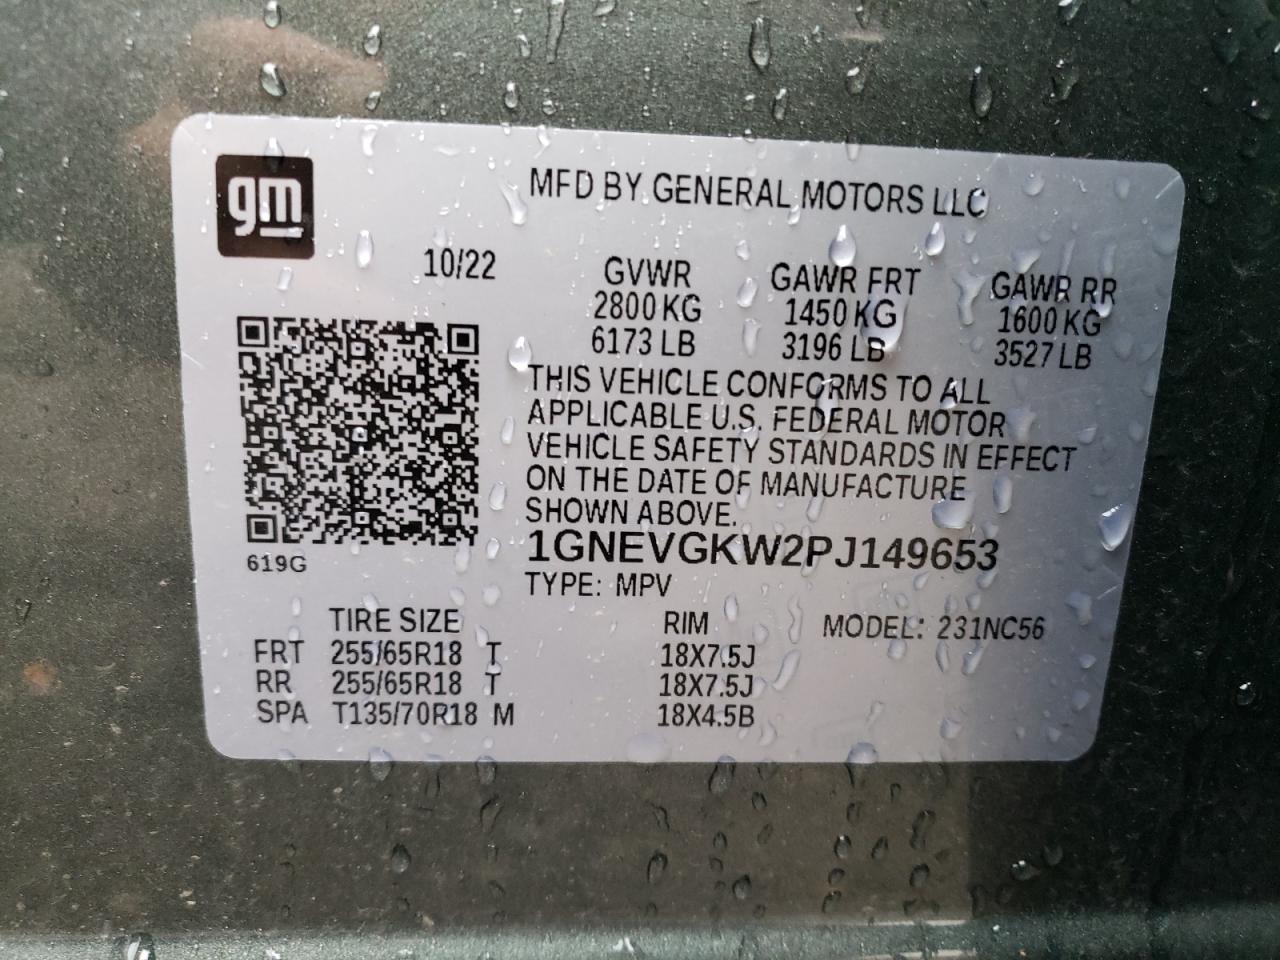 gm
MFD BY GENERAL MOTORS LLC
10/22
GVWR GAWR FRT GAWR RR
2800 KG 1450 KG 1600 KG
6173 LB 3196 LB 3527 LB
THIS VEHICLE CONFORMS TO ALL
APPLICABLE U.S. FEDERAL MOTOR
VEHICLE SAFETY STANDARDS IN EFFECT
ON THE DATE OF MANUFACTURE
SHOWN ABOVE.
1GNEVGKW2PJ149653
619G
TYPE: MPV
TIRE SIZE RIM MODEL: 231NC56
FRT 255/65R18 T 18X7.5J
RR 255/65R18 T 18X7.5J
SPA T135/70R18 M 18X4.5B